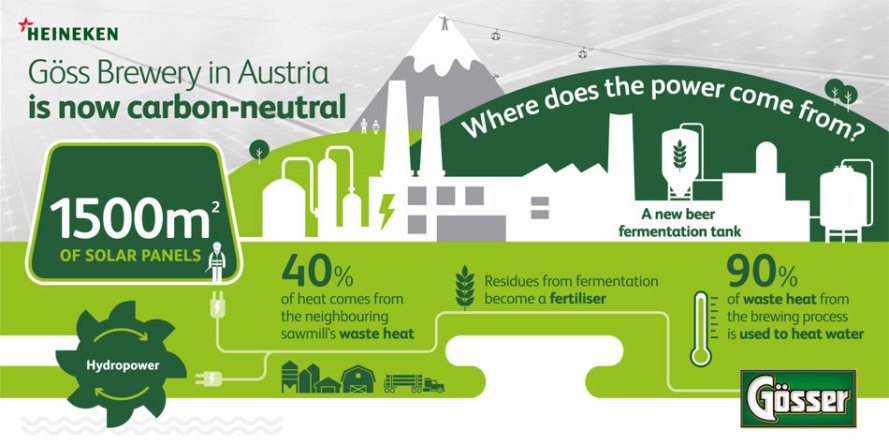 HEINEKEN
Göss Brewery in Austria
is now carbon-neutral
Where does the power come from?
1500m²
OF SOLAR PANELS
A new beer
fermentation tank
40%
of heat comes from
the neighbouring
sawmill's waste heat
Residues from fermentation
become a fertiliser
90%
of waste heat from
the brewing process
is used to heat water
Hydropower
Gösser